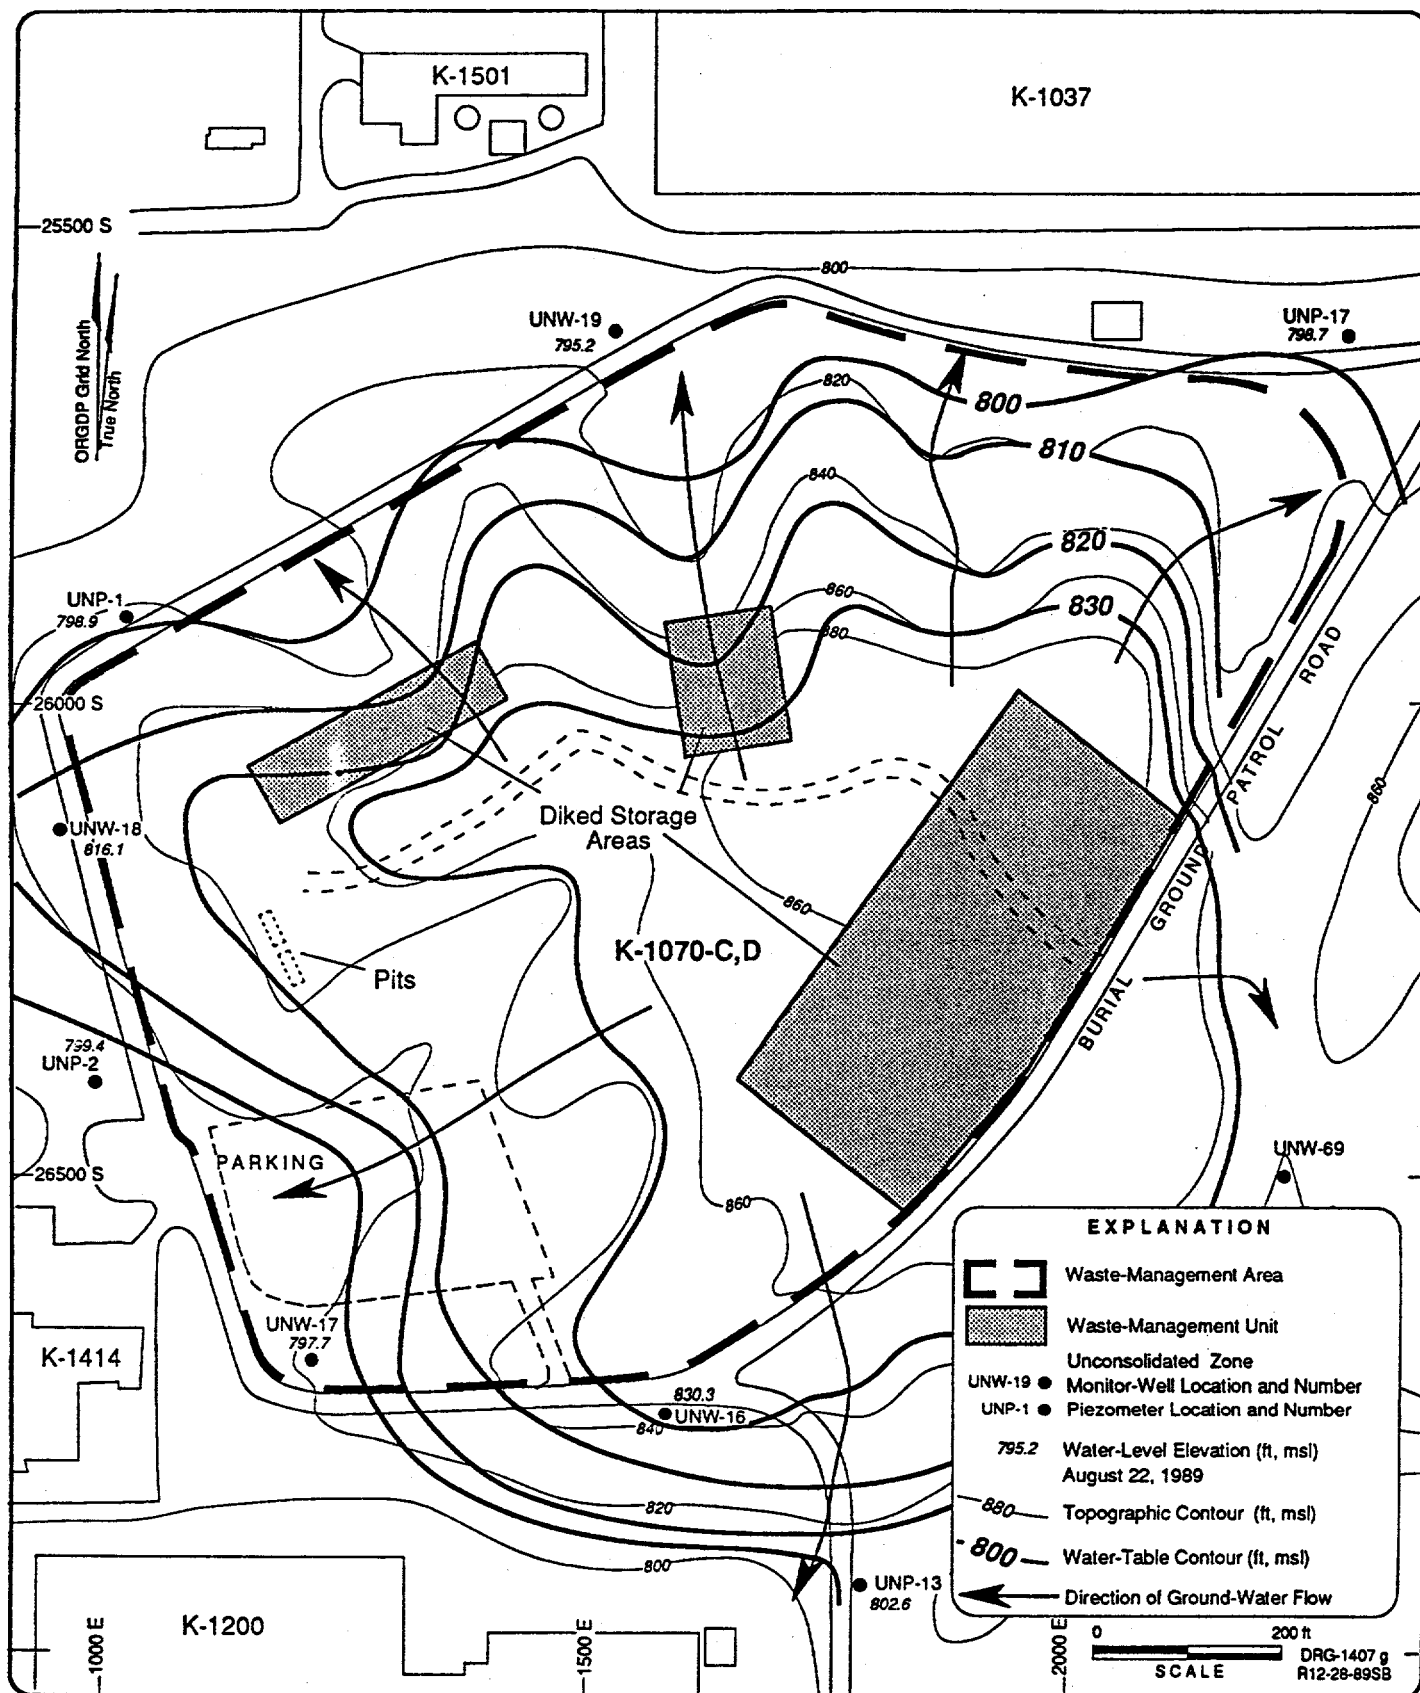 K-1501
K-1037
25500 S
800
ORGDP Grid North
True North
UNW-19
795.2
UNP-17
798.7
820
800
810
840
820
UNP-1
798.9
860
830
880
ROAD
26000 S
PATROL
860
UNW-18
816.1
Diked Storage
Areas
GROUND
860
K-1070-C,D
Pits
BURIAL
799.4
UNP-2
PARKING
26500 S
UNW-69
860
EXPLANATION
Waste-Management Area
Waste-Management Unit
Unconsolidated Zone
UNW-19 Monitor-Well Location and Number
UNP-1 Piezometer Location and Number
795.2 Water-Level Elevation (ft, msl)
August 22, 1989
880 Topographic Contour (ft, msl)
800 Water-Table Contour (ft, msl)
Direction of Ground-Water Flow
UNW-17
797.7
K-1414
830.3
UNW-16
840
820
800
UNP-13
802.6
K-1200
1000 E
1500 E
2000 E
0 200 ft
SCALE
DRG-1407 g
R12-28-89SB